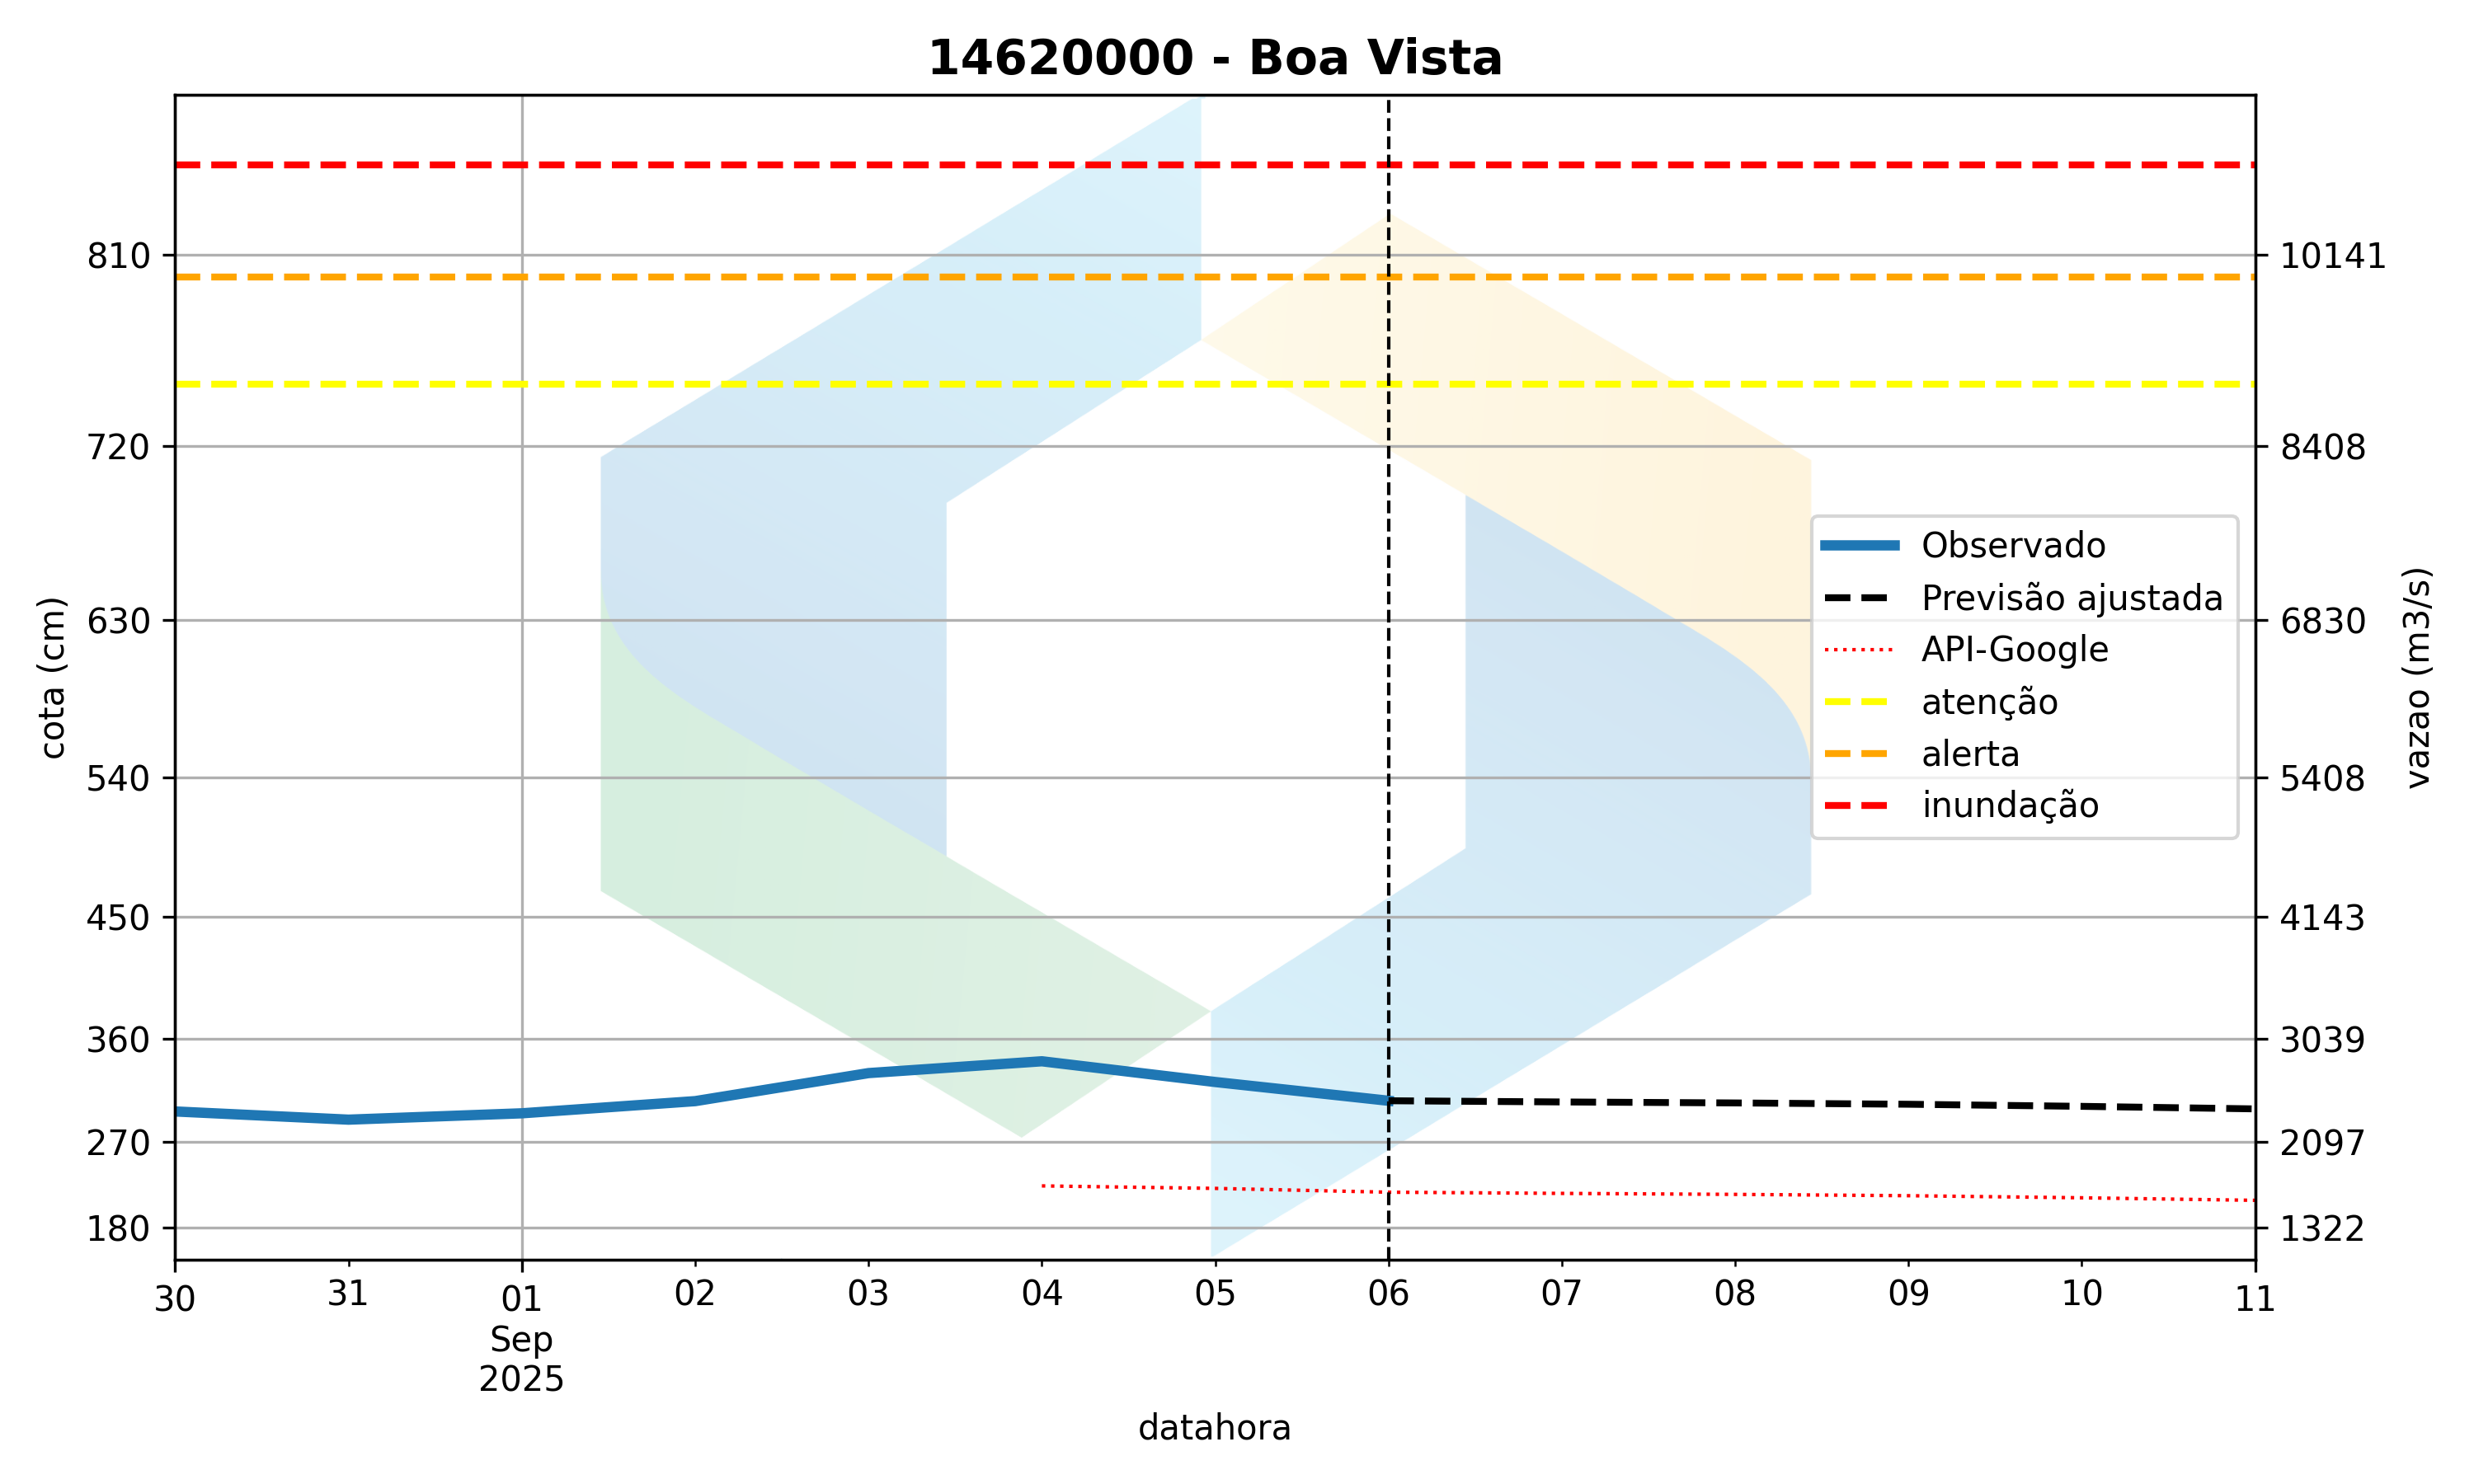 14620000 - Boa Vista
810
720
630
540
450
360
270
180
cota (cm)
10141
8408
6830
5408
4143
3039
2097
1322
vazao (m3/s)
Observado
Previsão ajustada
API-Google
atenção
alerta
inundação
30 31 01 02 03 04 05 06 07 08 09 10 11
Sep
2025
datahora